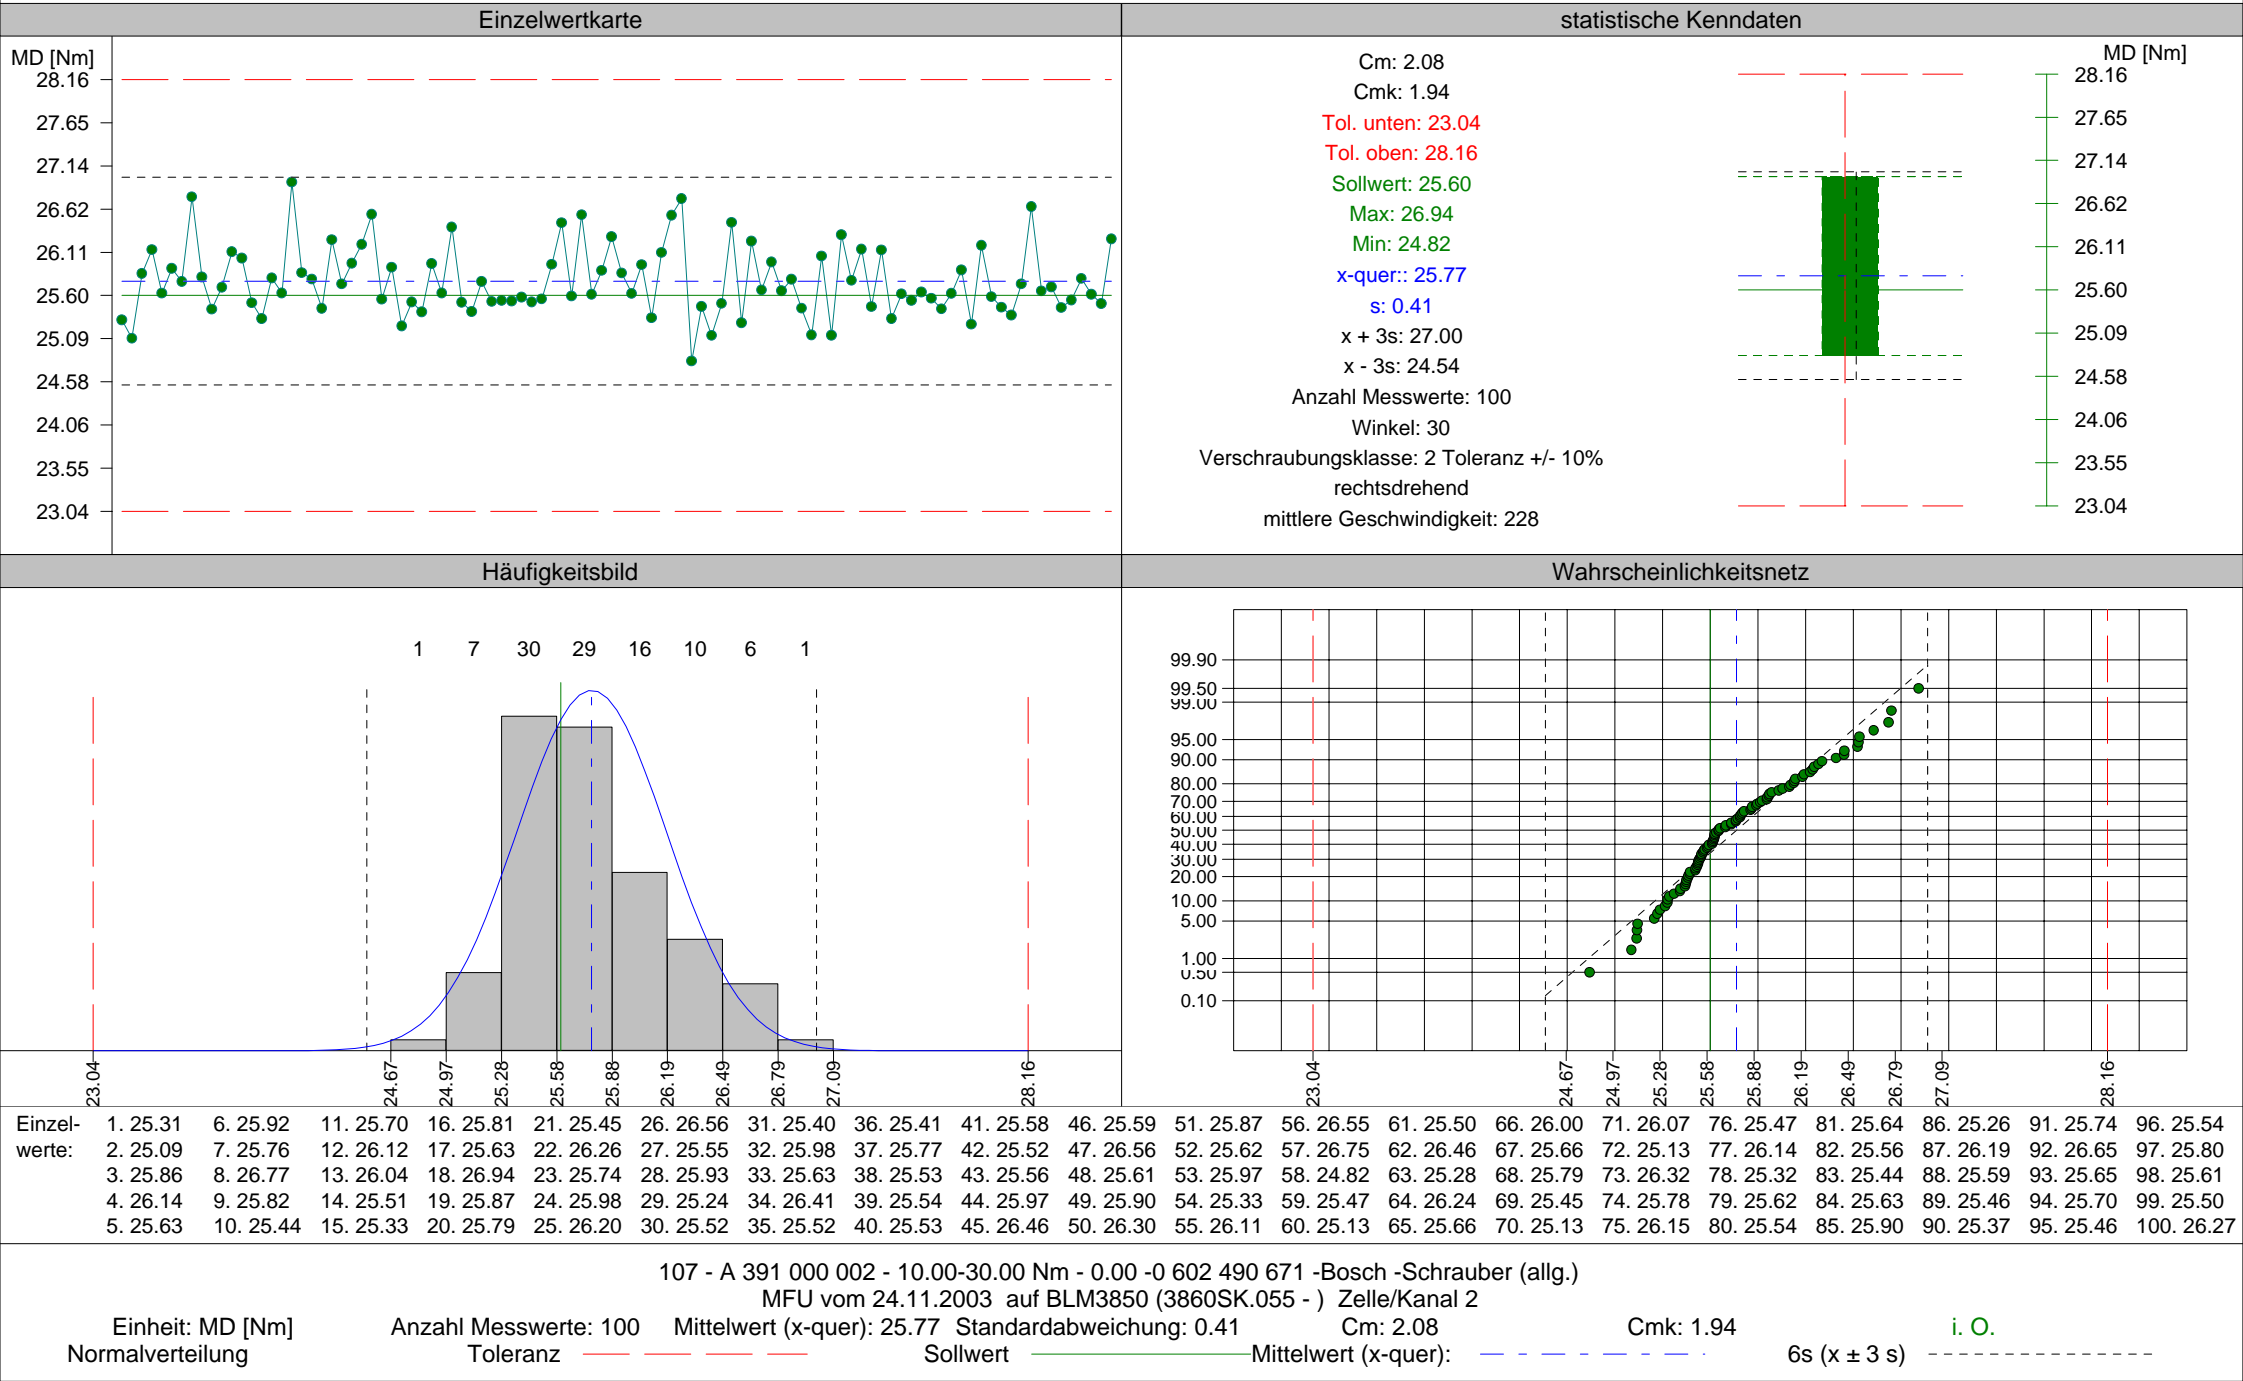 Einzelwertkarte
MD [Nm]
28.16
27.65
27.14
26.62
26.11
25.60
25.09
24.58
24.06
23.55
23.04
statistische Kenndaten
Cm: 2.08
Cmk: 1.94
Tol. unten: 23.04
Tol. oben: 28.16
Sollwert: 25.60
Max: 26.94
Min: 24.82
x-quer:: 25.77
s: 0.41
x + 3s: 27.00
x - 3s: 24.54
Anzahl Messwerte: 100
Winkel: 30
Verschraubungsklasse: 2 Toleranz +/- 10%
rechtsdrehend
mittlere Geschwindigkeit: 228
MD [Nm]
28.16
27.65
27.14
26.62
26.11
25.60
25.09
24.58
24.06
23.55
23.04
Häufigkeitsbild
1 7 30 29 16 10 6 1
23.04 24.67 24.97 25.28 25.58 25.88 26.19 26.49 26.79 27.09 28.16
Wahrscheinlichkeitsnetz
99.90
99.50
99.00
95.00
90.00
80.00
70.00
60.00
50.00
40.00
30.00
20.00
10.00
5.00
1.00
0.50
0.10
23.04 24.67 24.97 25.28 25.58 25.88 26.19 26.49 26.79 27.09 28.16
Einzel- 1. 25.31 6. 25.92 11. 25.70 16. 25.81 21. 25.45 26. 26.56 31. 25.40 36. 25.41 41. 25.58 46. 25.59 51. 25.87 56. 26.55 61. 25.50 66. 26.00 71. 26.07 76. 25.47 81. 25.64 86. 25.26 91. 25.74 96. 25.54
werte: 2. 25.09 7. 25.76 12. 26.12 17. 25.63 22. 26.26 27. 25.55 32. 25.98 37. 25.77 42. 25.52 47. 26.56 52. 25.62 57. 26.75 62. 26.46 67. 25.66 72. 25.13 77. 26.14 82. 25.56 87. 26.19 92. 26.65 97. 25.80
3. 25.86 8. 26.77 13. 26.04 18. 26.94 23. 25.74 28. 25.93 33. 25.63 38. 25.53 43. 25.56 48. 25.61 53. 25.97 58. 24.82 63. 25.28 68. 25.79 73. 26.32 78. 25.32 83. 25.44 88. 25.59 93. 25.65 98. 25.61
4. 26.14 9. 25.82 14. 25.51 19. 25.87 24. 25.98 29. 25.24 34. 26.41 39. 25.54 44. 25.97 49. 25.90 54. 25.33 59. 25.47 64. 26.24 69. 25.45 74. 25.78 79. 25.62 84. 25.63 89. 25.46 94. 25.70 99. 25.50
5. 25.63 10. 25.44 15. 25.33 20. 25.79 25. 26.20 30. 25.52 35. 25.52 40. 25.53 45. 26.46 50. 26.30 55. 26.11 60. 25.13 65. 25.66 70. 25.13 75. 26.15 80. 25.54 85. 25.90 90. 25.37 95. 25.46 100. 26.27
107 - A 391 000 002 - 10.00-30.00 Nm - 0.00 -0 602 490 671 -Bosch -Schrauber (allg.)
MFU vom 24.11.2003 auf BLM3850 (3860SK.055 - ) Zelle/Kanal 2
Einheit: MD [Nm] Anzahl Messwerte: 100 Mittelwert (x-quer): 25.77 Standardabweichung: 0.41 Cm: 2.08 Cmk: 1.94 i. O.
Normalverteilung Toleranz Sollwert Mittelwert (x-quer): 6s (x ± 3 s)